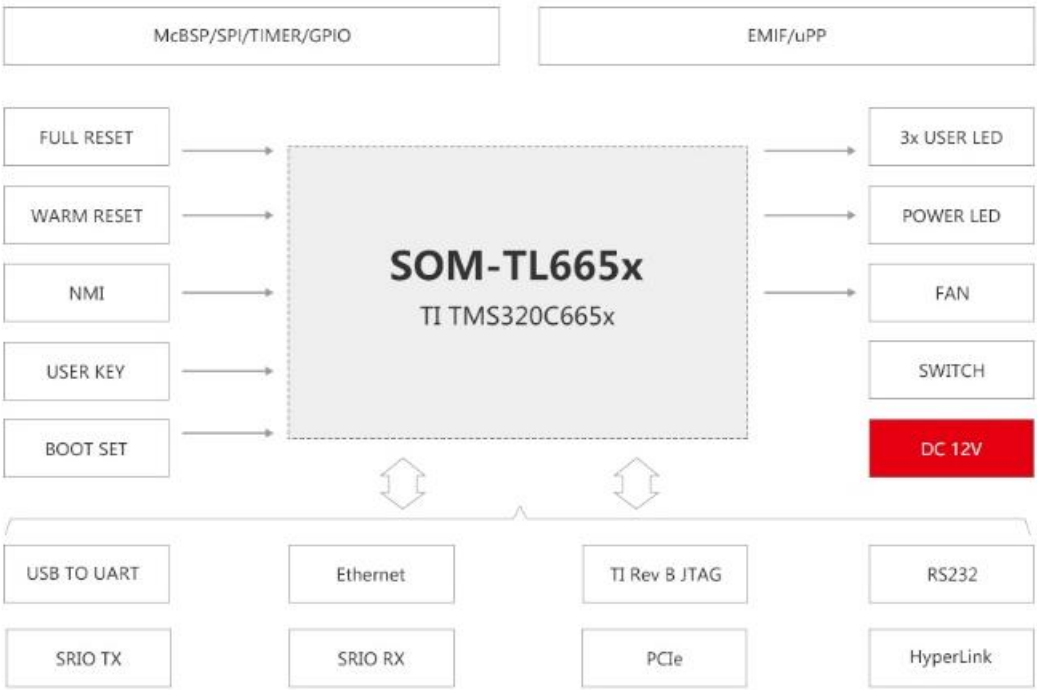 McBSP/SPI/TIMER/GPIO
EMIF/uPP
FULL RESET
3x USER LED
WARM RESET
POWER LED
SOM-TL665x
TI TMS320C665x
NMI
FAN
USER KEY
SWITCH
BOOT SET
DC 12V
USB TO UART
Ethernet
TI Rev B JTAG
RS232
SRIO TX
SRIO RX
PCIe
HyperLink